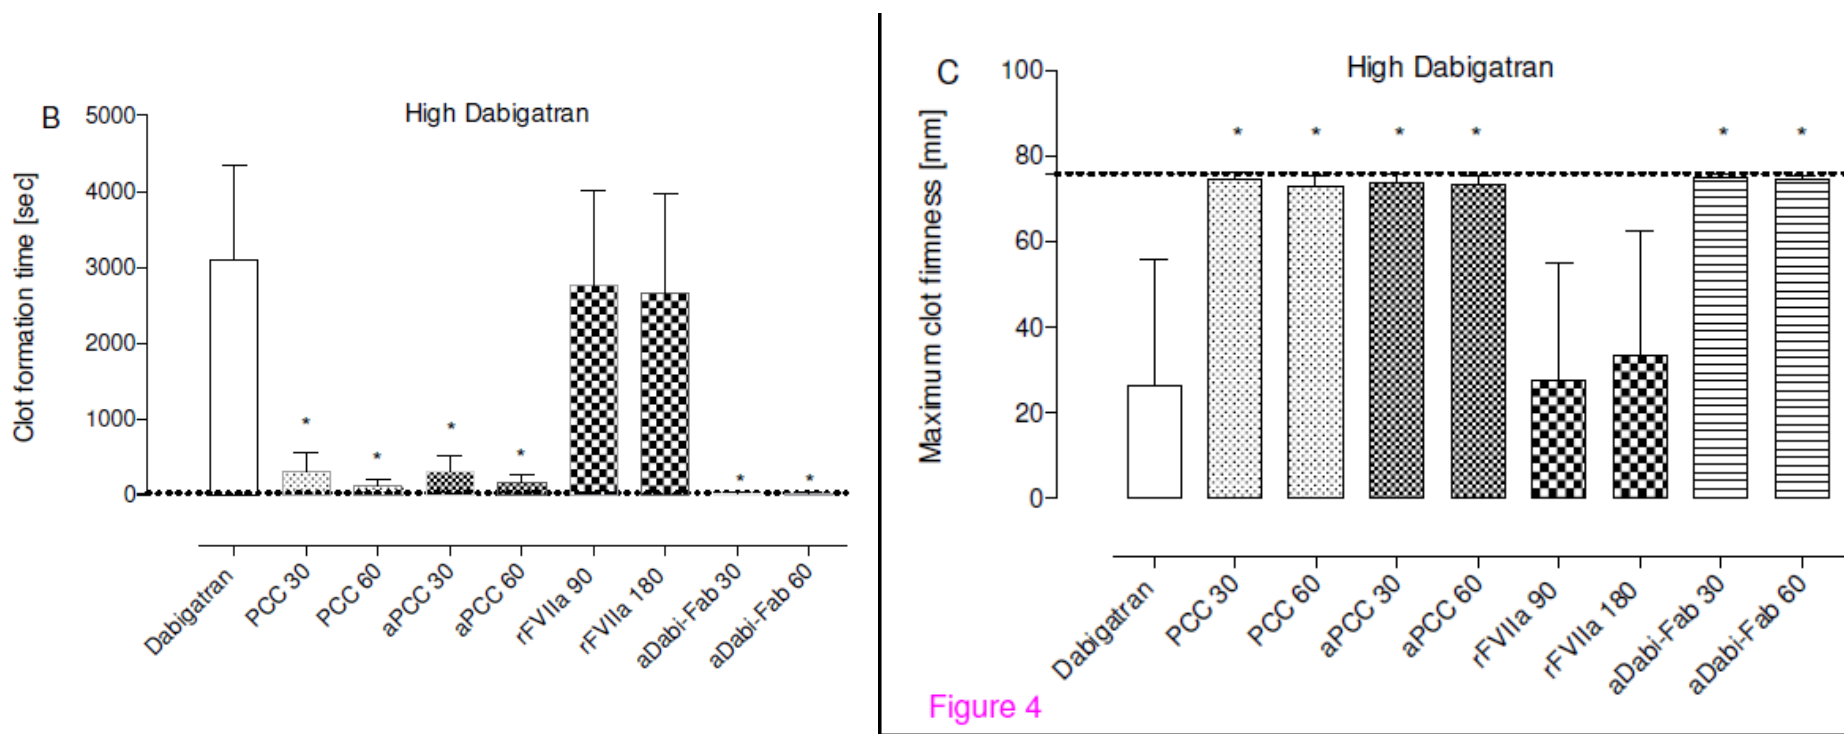 B
High Dabigatran
Clot formation time [sec]
5000
4000
3000
2000
1000
0
*
*
*
*
*
*
Dabigatran
PCC 30
PCC 60
aPCC 30
aPCC 60
rFVIIa 90
rFVIIa 180
aDabi-Fab 30
aDabi-Fab 60
C
High Dabigatran
Maximum clot fimness [mm]
100
80
60
40
20
0
*
*
*
*
*
*
Dabigatran
PCC 30
PCC 60
aPCC 30
aPCC 60
rFVIIa 90
rFVIIa 180
aDabi-Fab 30
aDabi-Fab 60
Figure 4